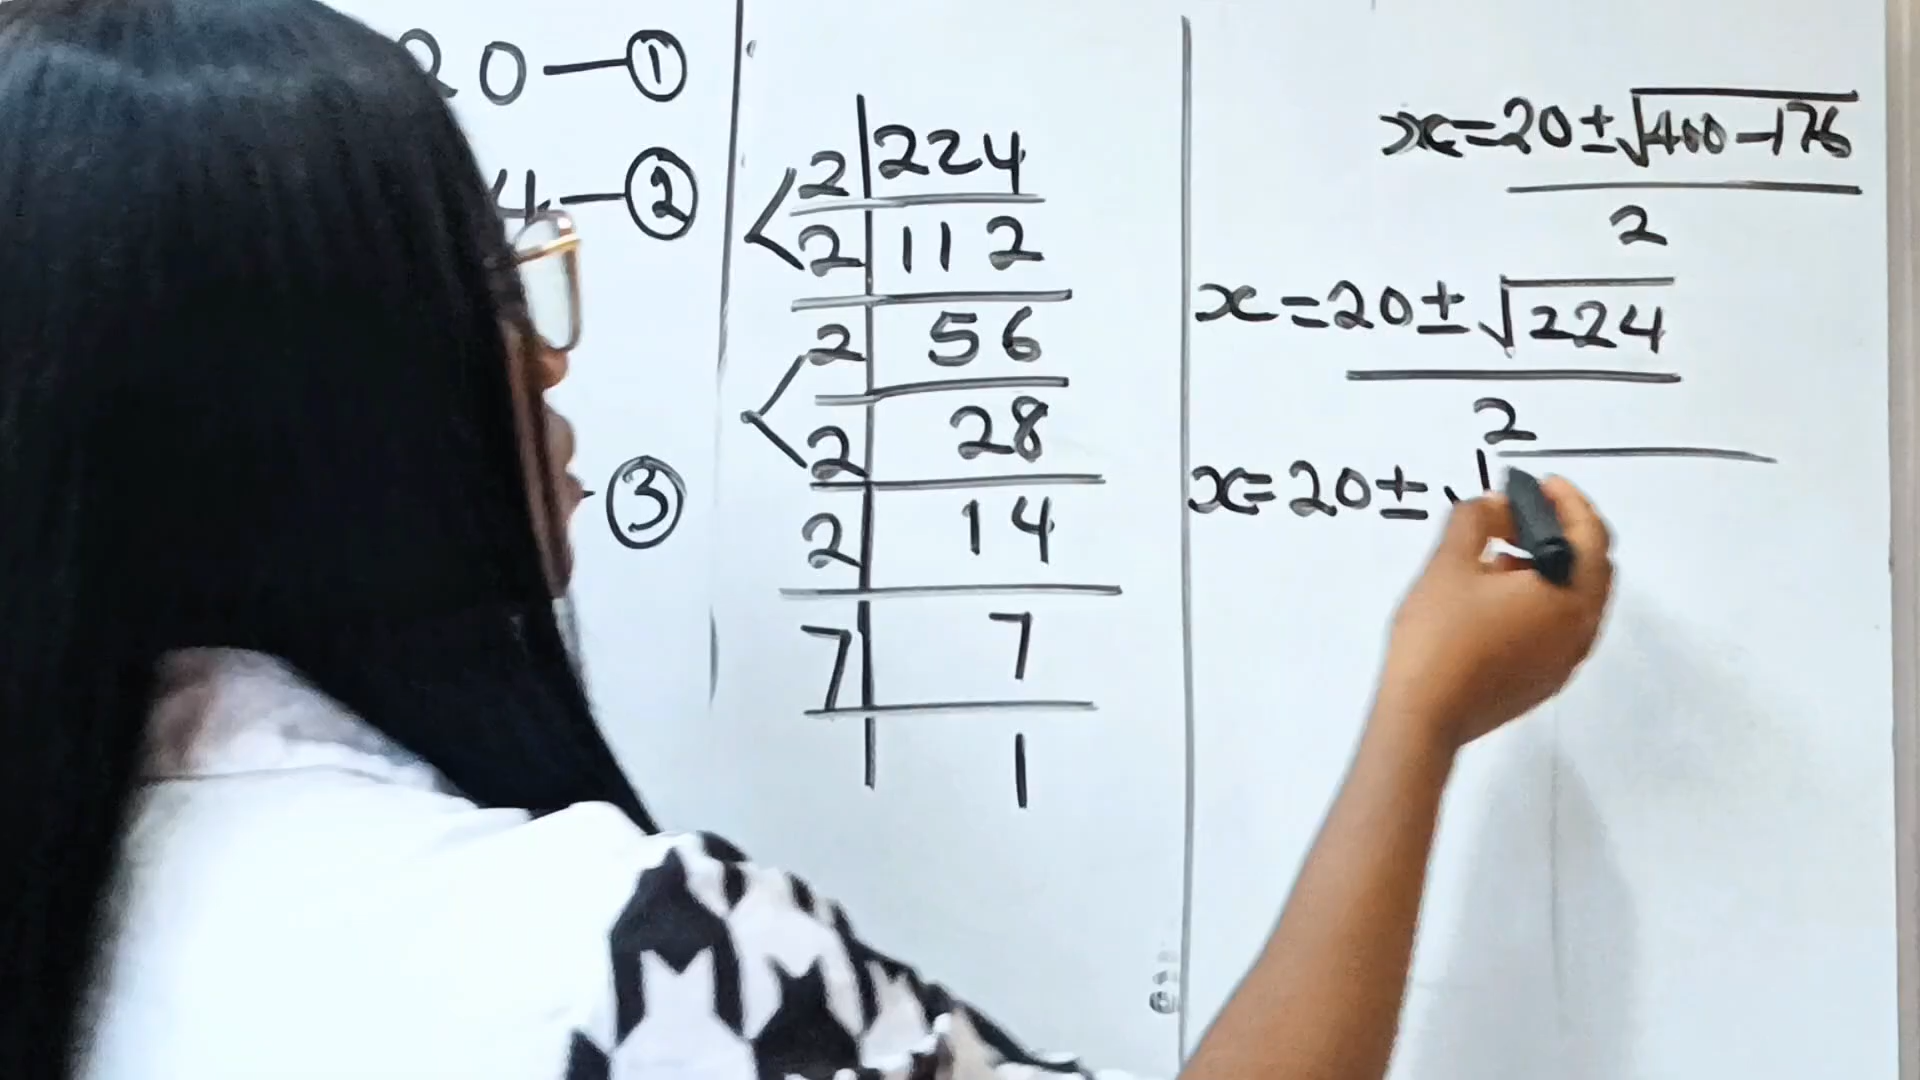 20 — ①
4 — ②
- ③
2 | 224
2 | 112
2 | 56
2 | 28
2 | 14
7 | 7
1
x=20±√400-176
2
x=20±√224
2
x=20±√